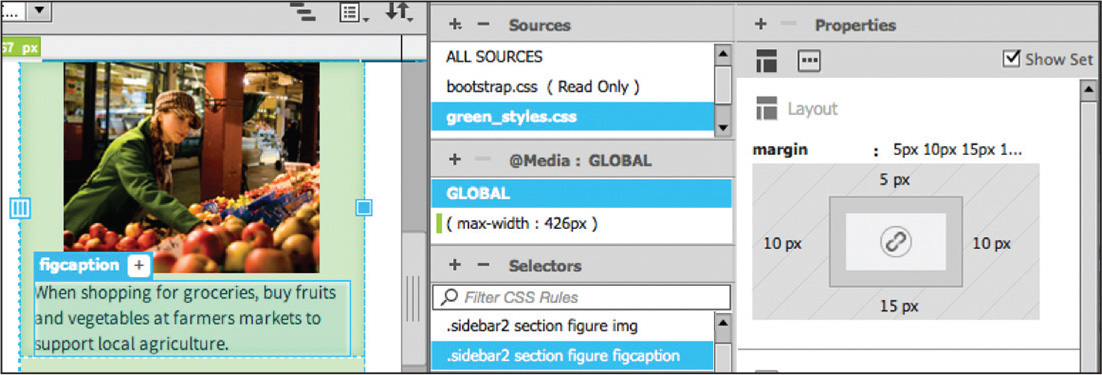 ....
67 px
figcaption +
When shopping for groceries, buy fruits
and vegetables at farmers markets to
support local agriculture.
Sources
ALL SOURCES
bootstrap.css ( Read Only )
green_styles.css
@Media : GLOBAL
GLOBAL
( max-width : 426px )
Selectors
Filter CSS Rules
.sidebar2 section figure img
.sidebar2 section figure figcaption
Properties
Show Set
Layout
margin : 5px 10px 15px 1...
5 px
10 px 10 px
15 px